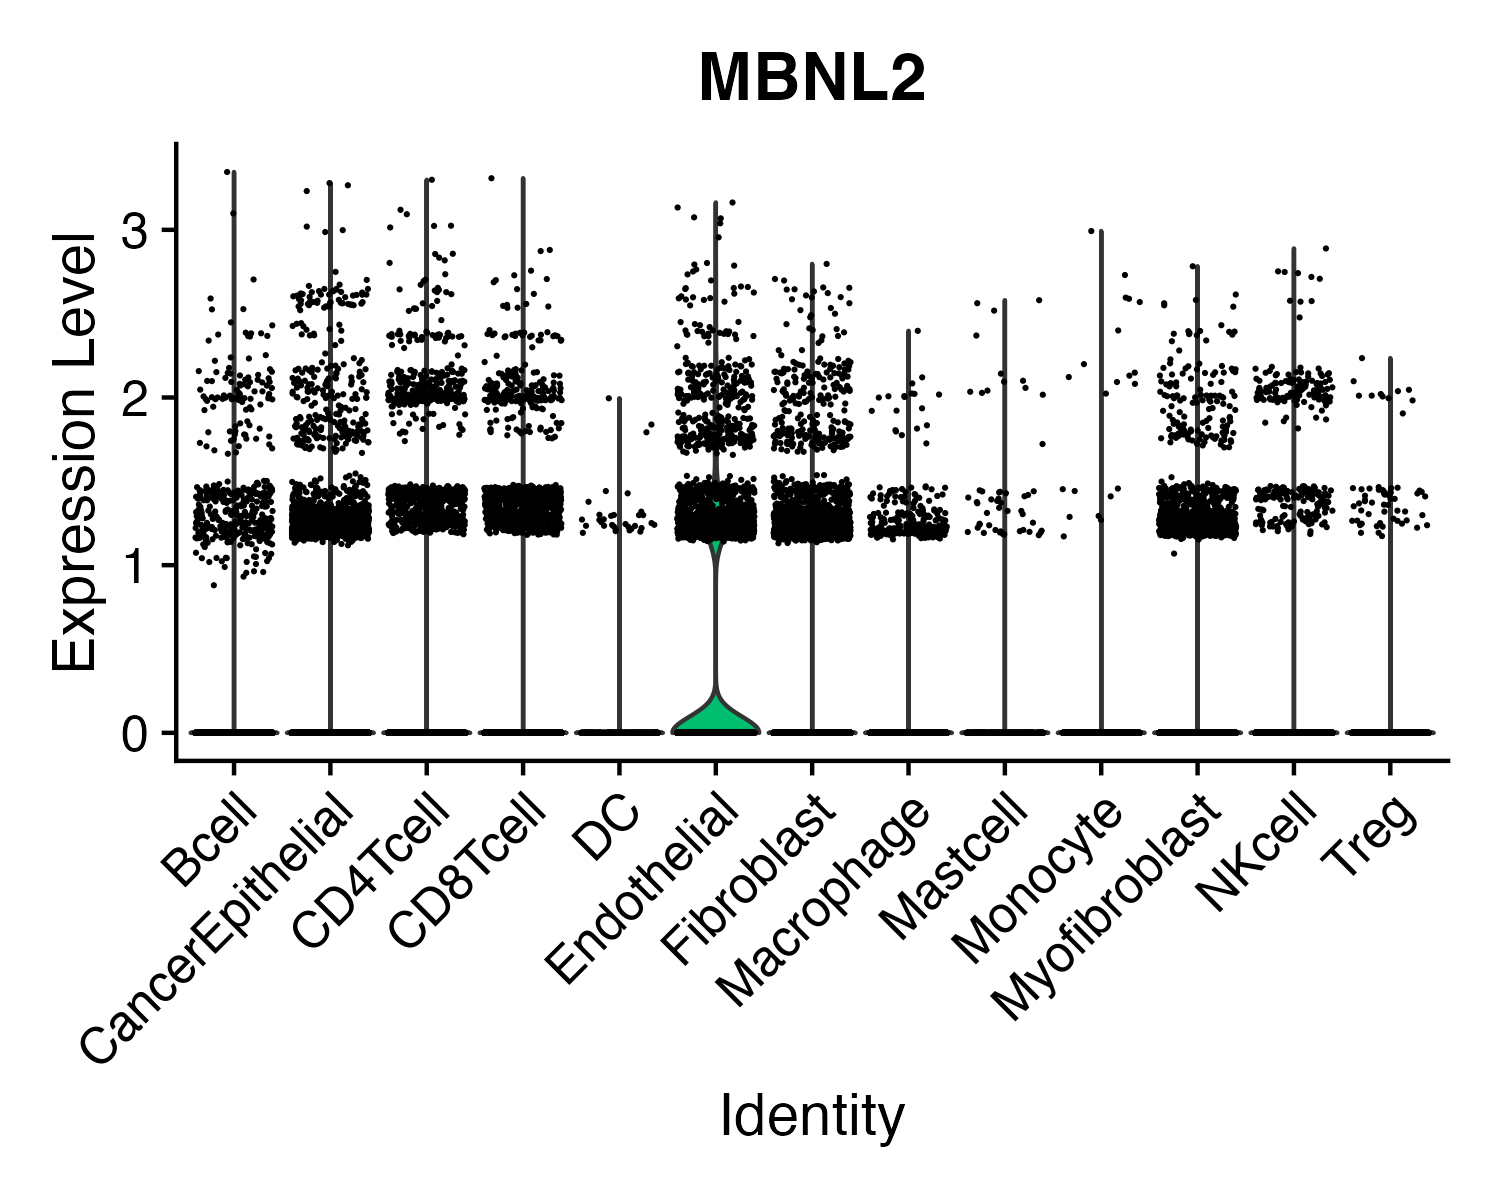 MBNL2
Expression Level
3
2
1
0
Bcell
CancerEpithelial
CD4Tcell
CD8Tcell
DC
Endothelial
Fibroblast
Macrophage
Mastcell
Monocyte
Myofibroblast
NKcell
Treg
Identity